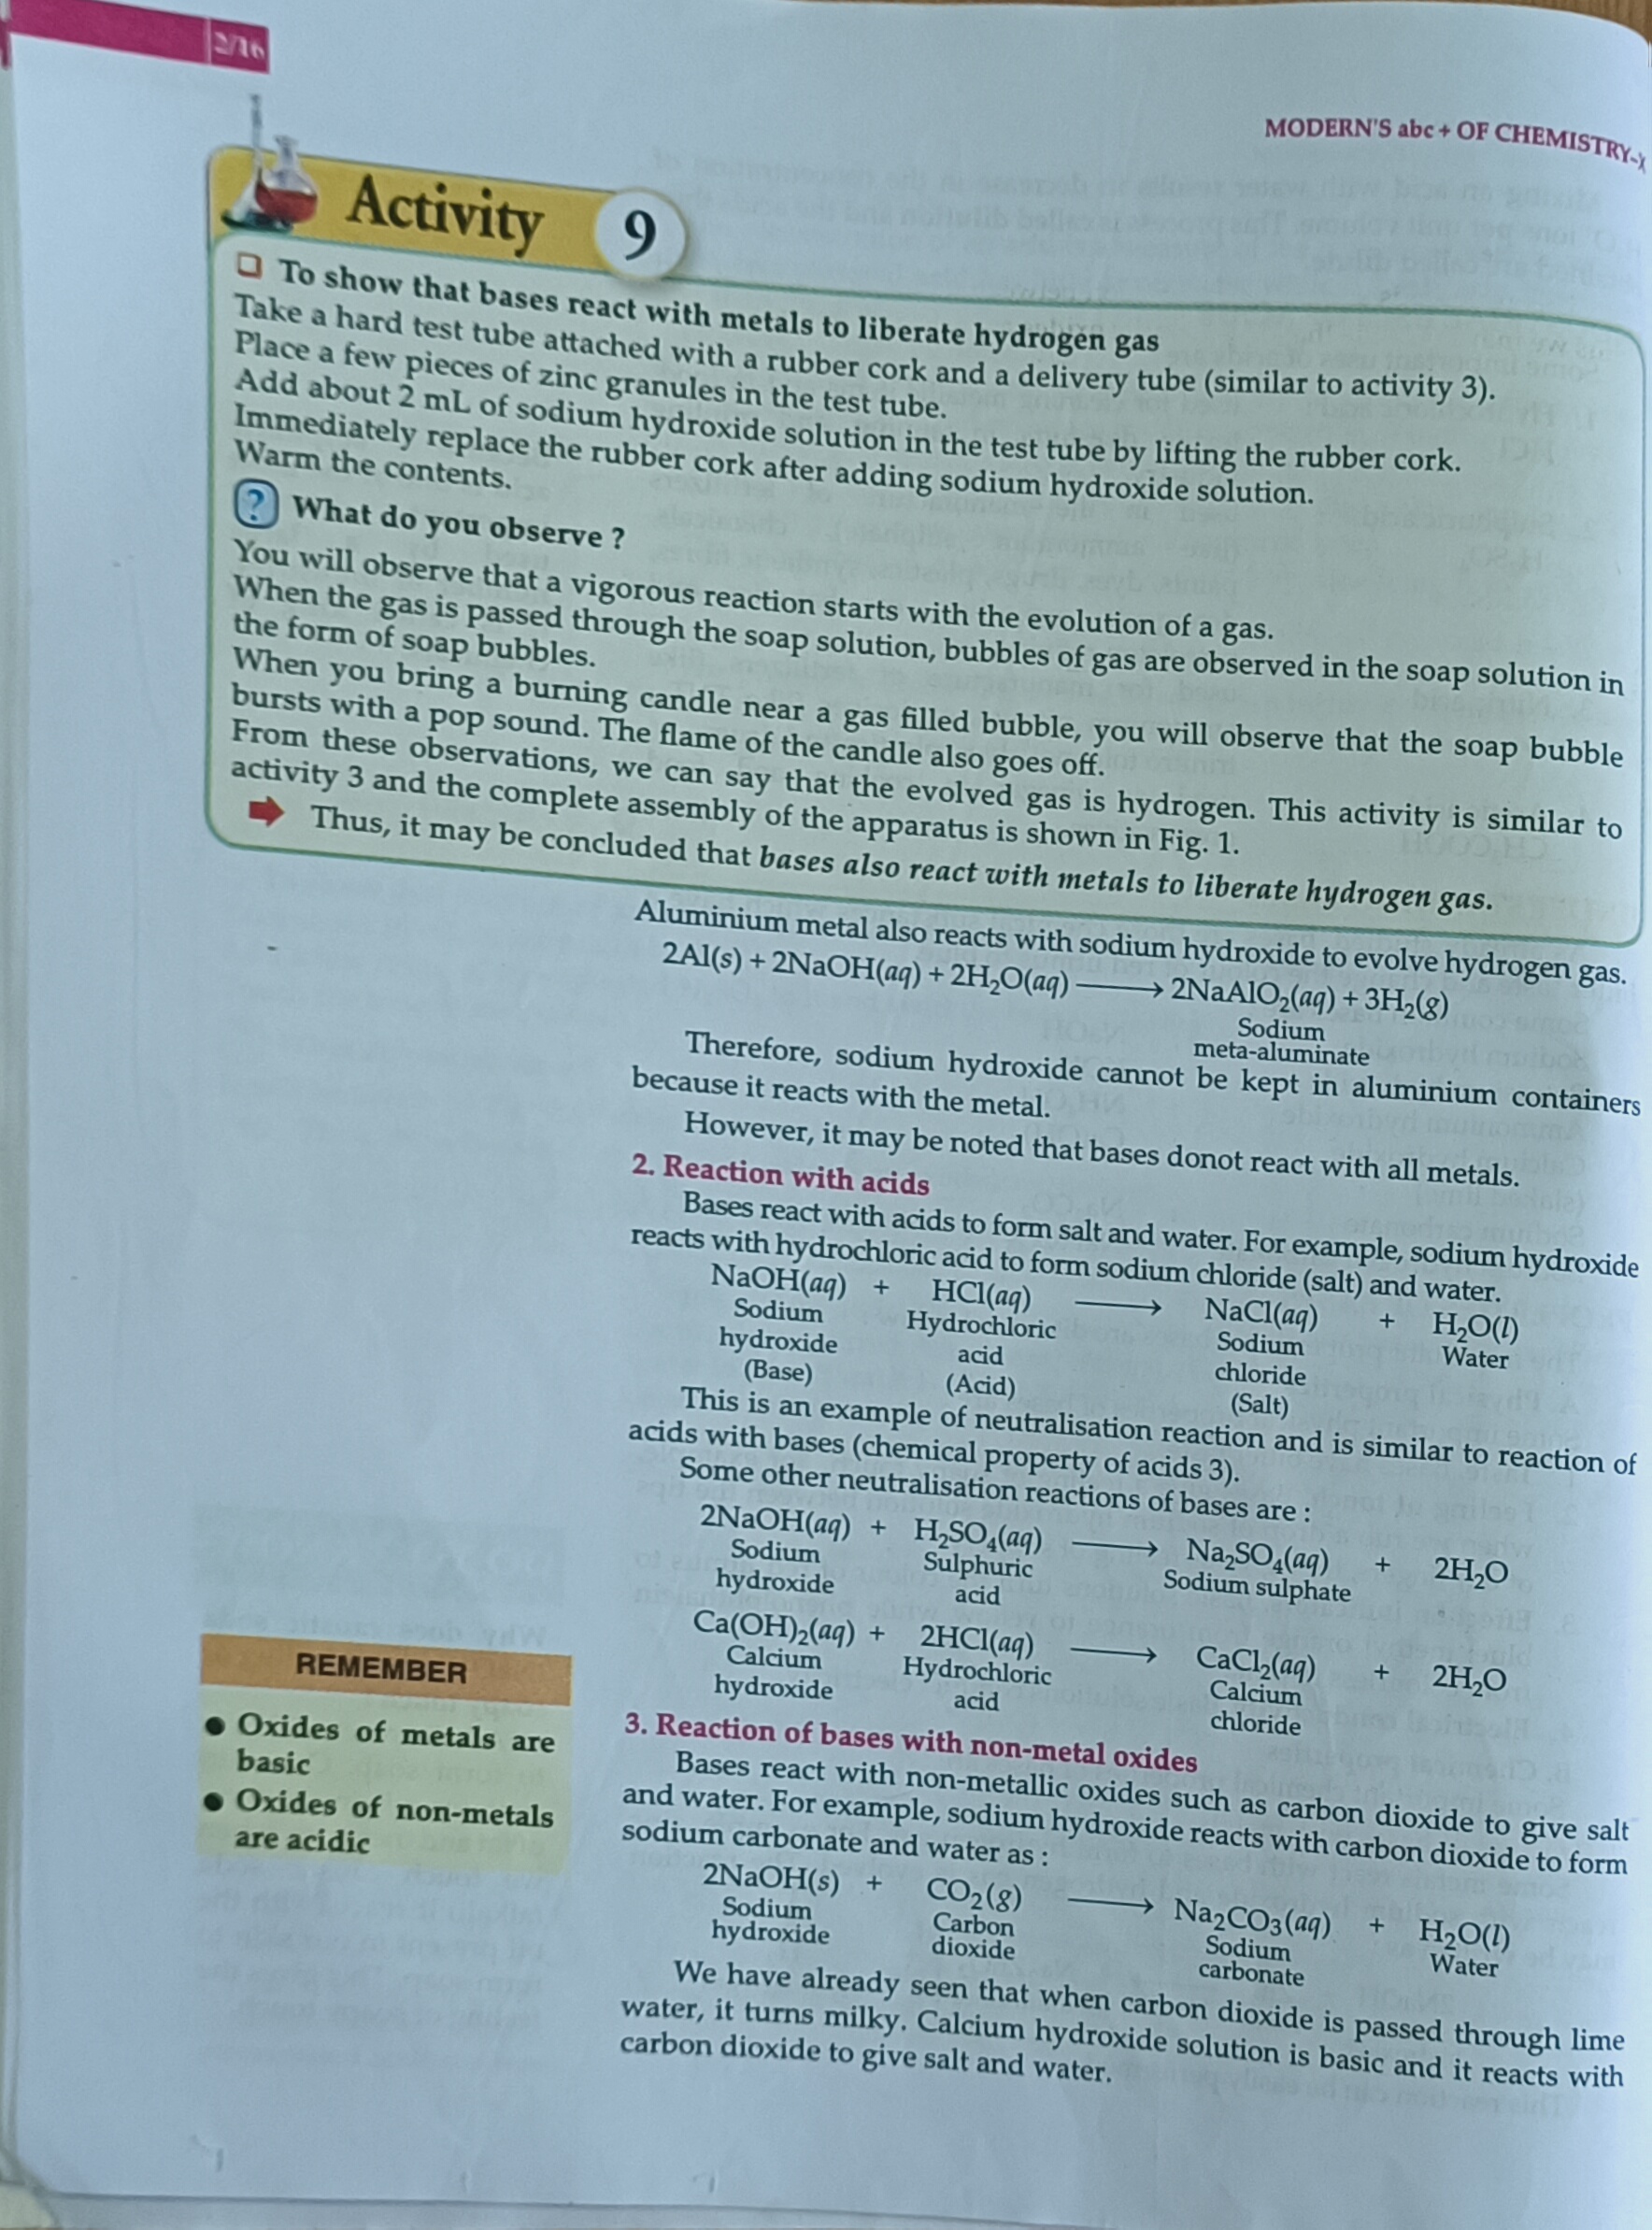 2/16
MODERN'S abc + OF CHEMISTRY-X
Activity 9
❑ To show that bases react with metals to liberate hydrogen gas
Take a hard test tube attached with a rubber cork and a delivery tube (similar to activity 3).
Place a few pieces of zinc granules in the test tube.
Add about 2 mL of sodium hydroxide solution in the test tube by lifting the rubber cork.
Immediately replace the rubber cork after adding sodium hydroxide solution.
Warm the contents.
? What do you observe ?
You will observe that a vigorous reaction starts with the evolution of a gas.
When the gas is passed through the soap solution, bubbles of gas are observed in the soap solution in
the form of soap bubbles.
When you bring a burning candle near a gas filled bubble, you will observe that the soap bubble
bursts with a pop sound. The flame of the candle also goes off.
From these observations, we can say that the evolved gas is hydrogen. This activity is similar to
activity 3 and the complete assembly of the apparatus is shown in Fig. 1.
Thus, it may be concluded that bases also react with metals to liberate hydrogen gas.
Aluminium metal also reacts with sodium hydroxide to evolve hydrogen gas.
2Al(s) + 2NaOH(aq) + 2H₂O(aq) ⟶ 2NaAlO₂(aq) + 3H₂(g)
Sodium
meta-aluminate
Therefore, sodium hydroxide cannot be kept in aluminium containers
because it reacts with the metal.
However, it may be noted that bases donot react with all metals.
2. Reaction with acids
Bases react with acids to form salt and water. For example, sodium hydroxide
reacts with hydrochloric acid to form sodium chloride (salt) and water.
NaOH(aq) + HCl(aq) ⟶ NaCl(aq) + H₂O(l)
Sodium Hydrochloric Sodium Water
hydroxide acid chloride
(Base) (Acid) (Salt)
This is an example of neutralisation reaction and is similar to reaction of
acids with bases (chemical property of acids 3).
Some other neutralisation reactions of bases are :
2NaOH(aq) + H₂SO₄(aq) ⟶ Na₂SO₄(aq) + 2H₂O
Sodium Sulphuric Sodium sulphate
hydroxide acid
Ca(OH)₂(aq) + 2HCl(aq) ⟶ CaCl₂(aq) + 2H₂O
Calcium Hydrochloric Calcium
hydroxide acid chloride
REMEMBER
● Oxides of metals are
basic
● Oxides of non-metals
are acidic
3. Reaction of bases with non-metal oxides
Bases react with non-metallic oxides such as carbon dioxide to give salt
and water. For example, sodium hydroxide reacts with carbon dioxide to form
sodium carbonate and water as :
2NaOH(s) + CO₂(g) ⟶ Na₂CO₃(aq) + H₂O(l)
Sodium Carbon Sodium Water
hydroxide dioxide carbonate
We have already seen that when carbon dioxide is passed through lime
water, it turns milky. Calcium hydroxide solution is basic and it reacts with
carbon dioxide to give salt and water.